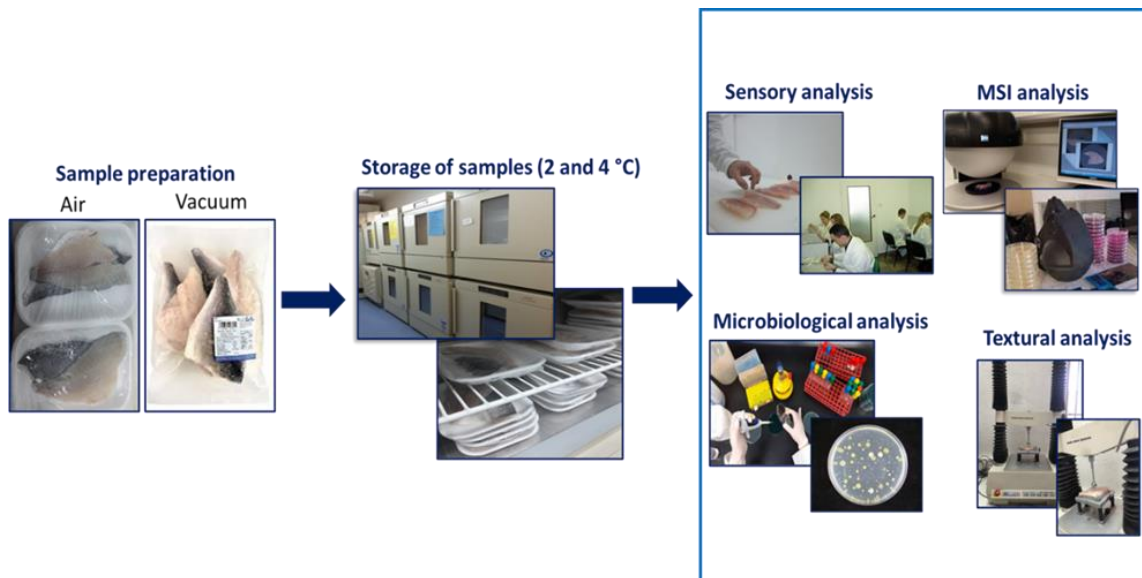 Sample preparation
Air
Vacuum
Storage of samples (2 and 4 °C)
Sensory analysis
MSI analysis
Microbiological analysis
Textural analysis